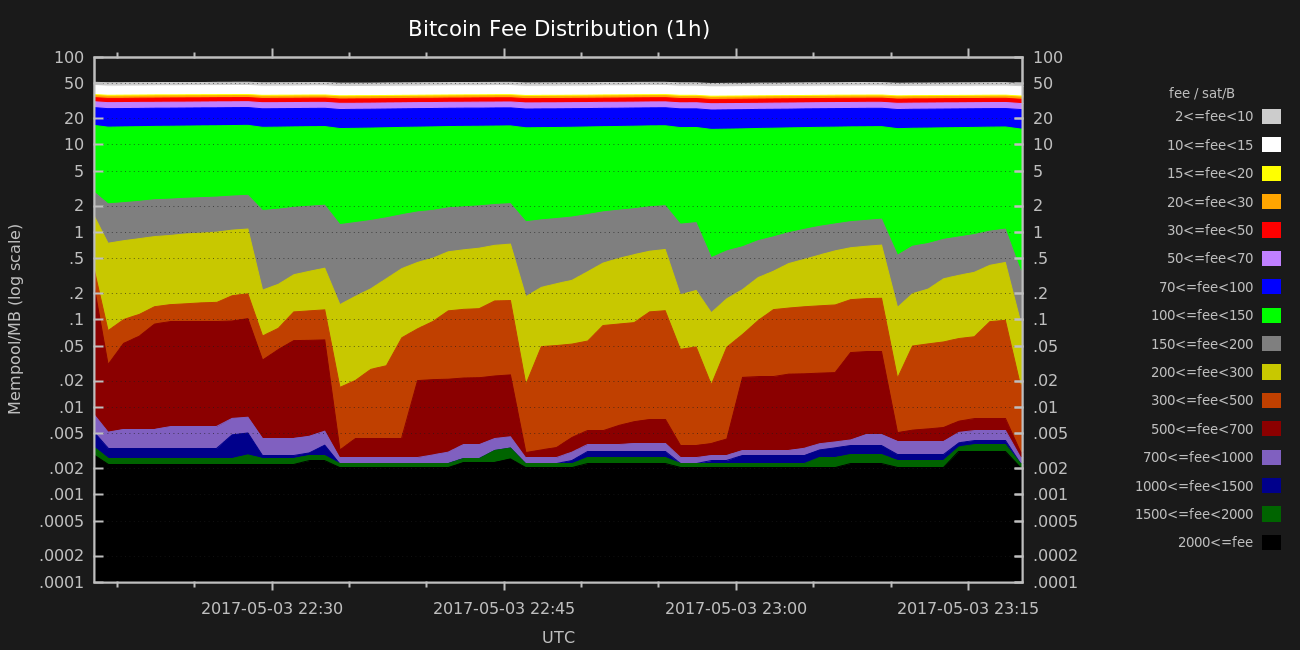 Bitcoin Fee Distribution (1h)
100 100
50 50
20 20
10 10
5 5
2 2
1 1
.5 .5
.2 .2
.1 .1
.05 .05
.02 .02
.01 .01
.005 .005
.002 .002
.001 .001
.0005 .0005
.0002 .0002
.0001 .0001
Mempool/MB (log scale)
2017-05-03 22:30 2017-05-03 22:45 2017-05-03 23:00 2017-05-03 23:15
UTC
fee / sat/B
2<=fee<10
10<=fee<15
15<=fee<20
20<=fee<30
30<=fee<50
50<=fee<70
70<=fee<100
100<=fee<150
150<=fee<200
200<=fee<300
300<=fee<500
500<=fee<700
700<=fee<1000
1000<=fee<1500
1500<=fee<2000
2000<=fee